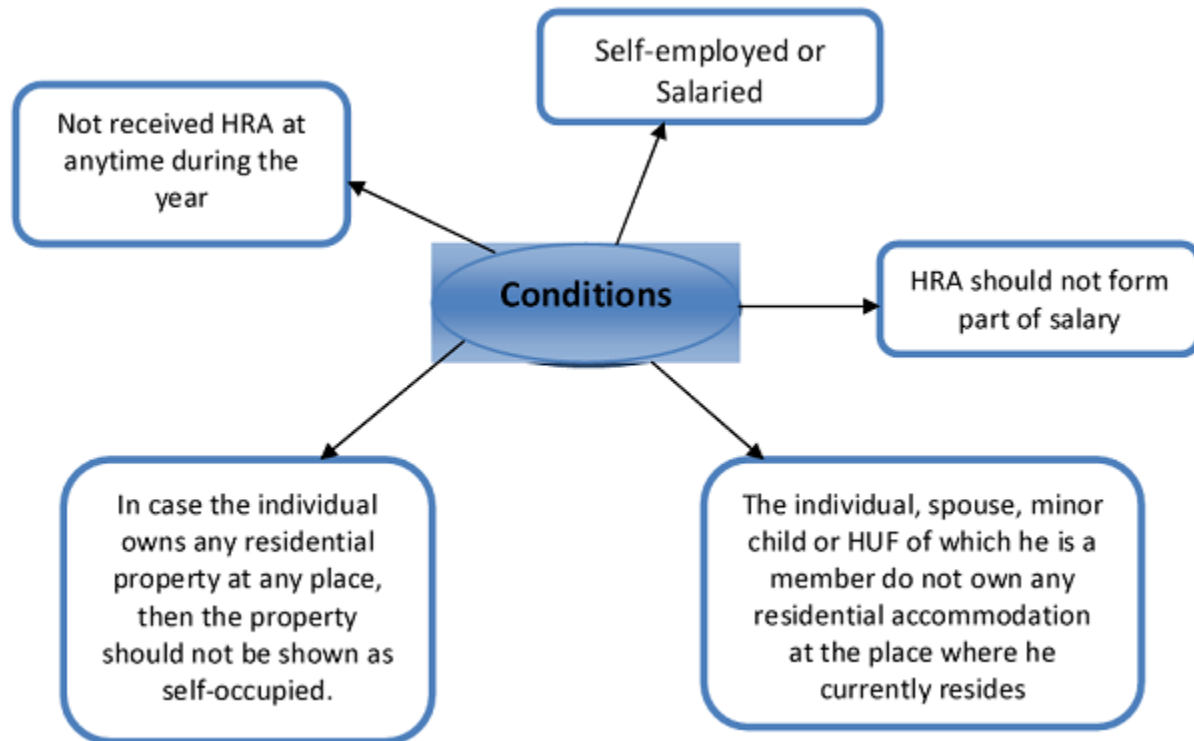 Self-employed or
Salaried
Not received HRA at
anytime during the
year
Conditions
HRA should not form
part of salary
In case the individual
owns any residential
property at any place,
then the property
should not be shown as
self-occupied.
The individual, spouse, minor
child or HUF of which he is a
member do not own any
residential accommodation
at the place where he
currently resides